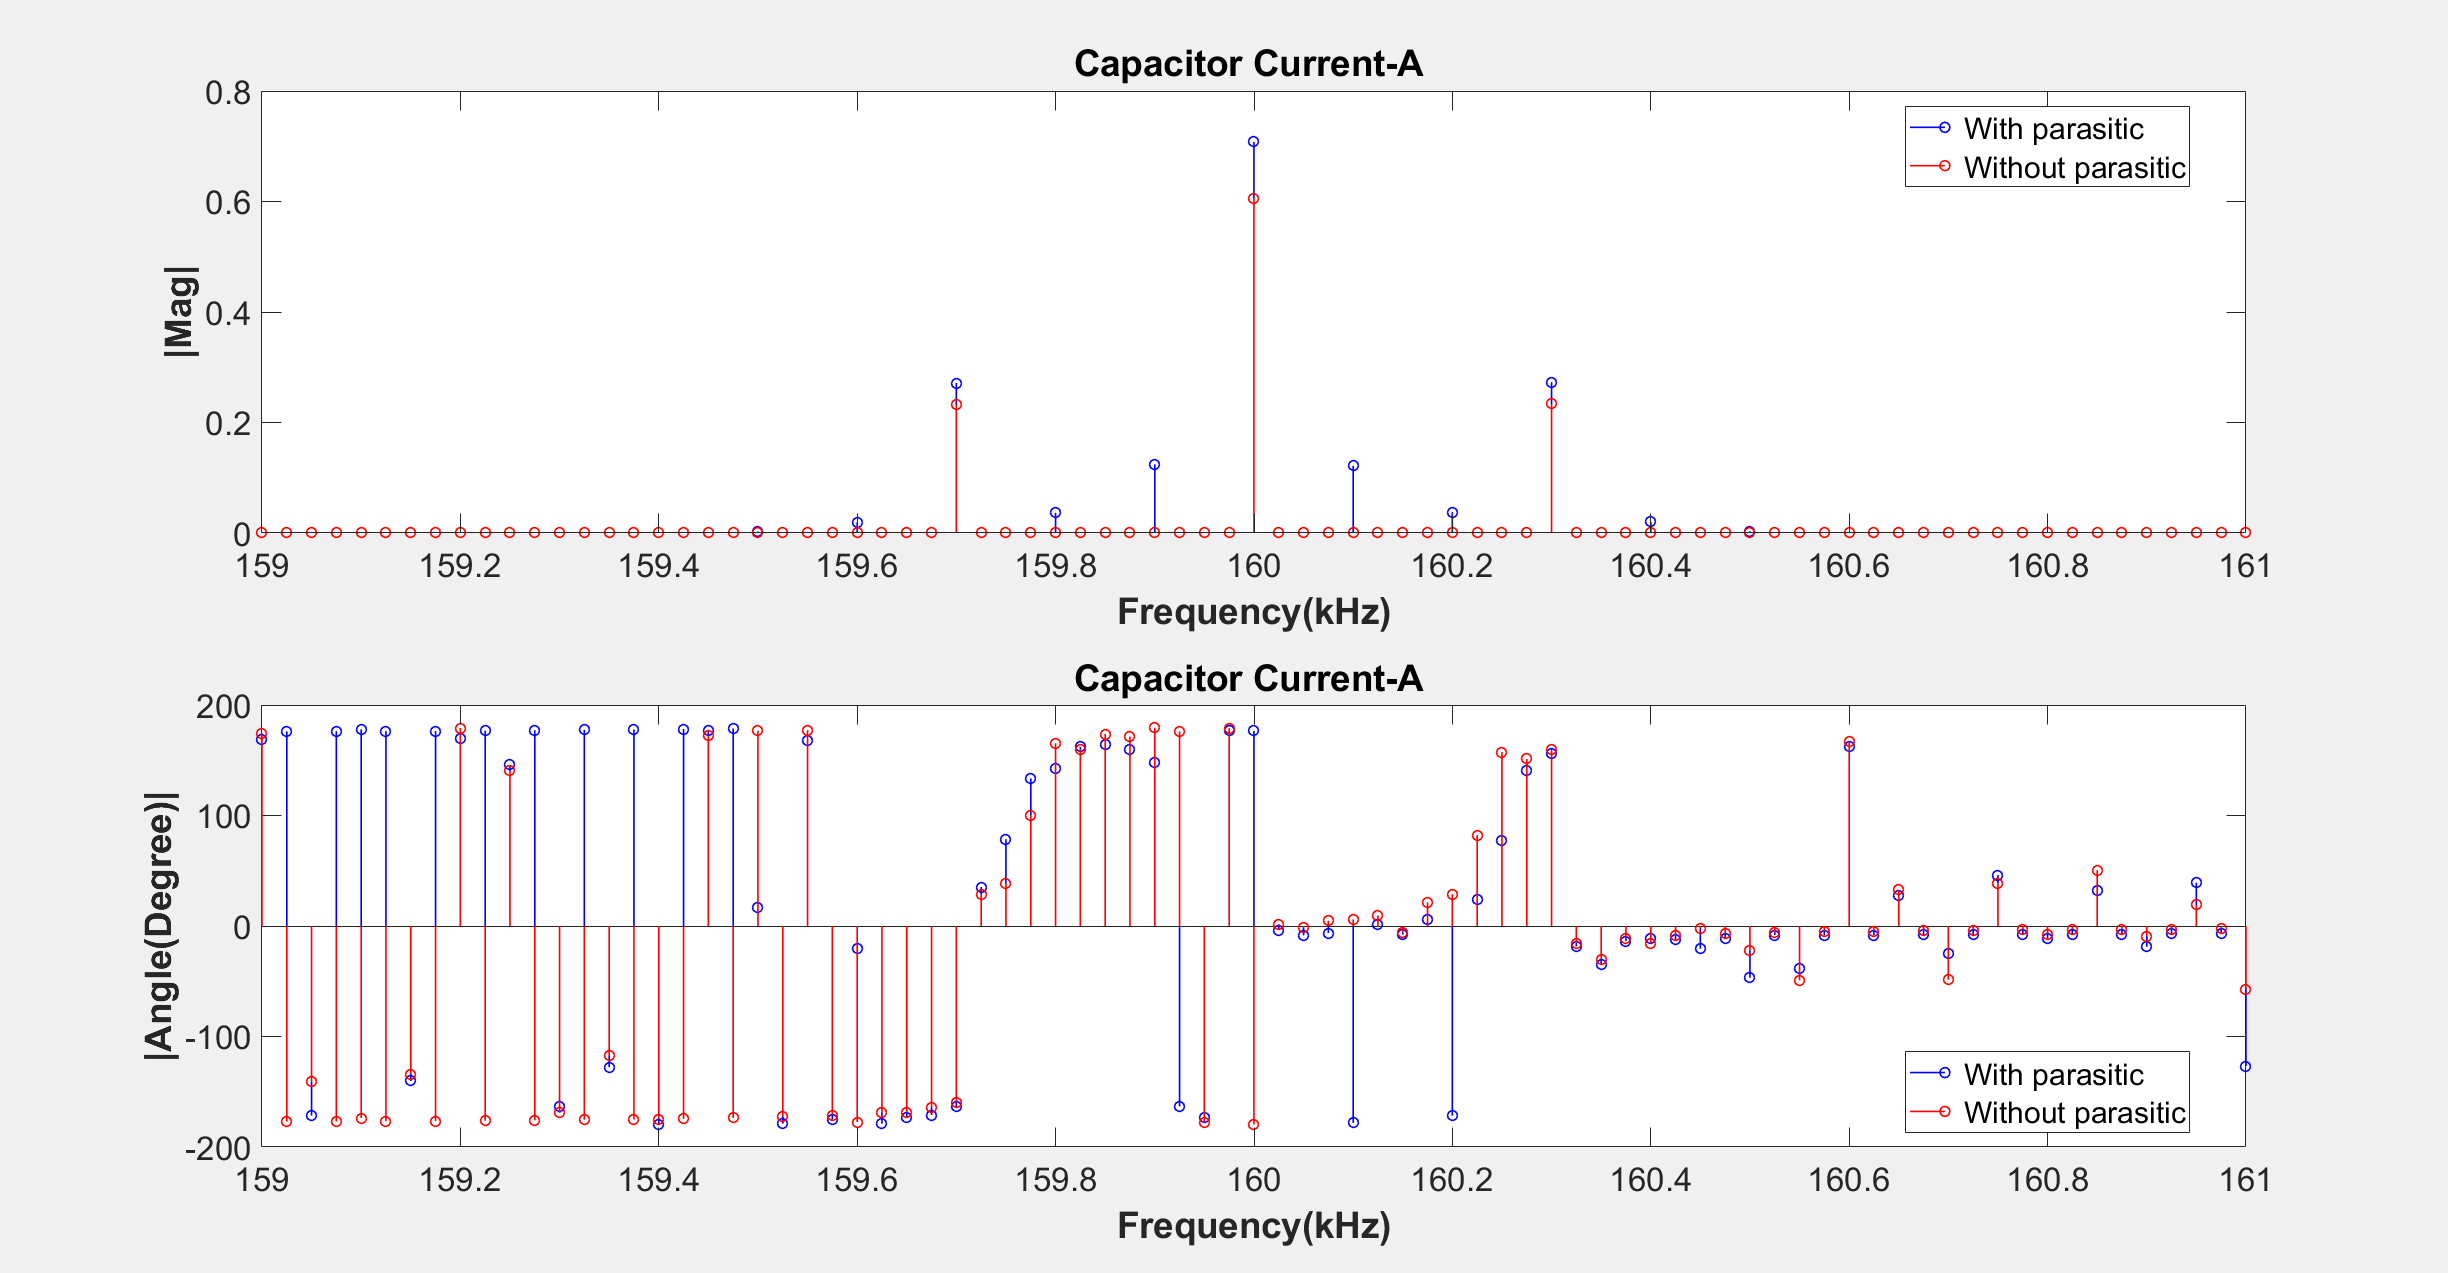 Capacitor Current-A
0.8
0.6
0.4
0.2
0
|Mag|
With parasitic
Without parasitic
159 159.2 159.4 159.6 159.8 160 160.2 160.4 160.6 160.8 161
Frequency(kHz)
Capacitor Current-A
200
100
0
-100
-200
|Angle(Degree)|
With parasitic
Without parasitic
159 159.2 159.4 159.6 159.8 160 160.2 160.4 160.6 160.8 161
Frequency(kHz)